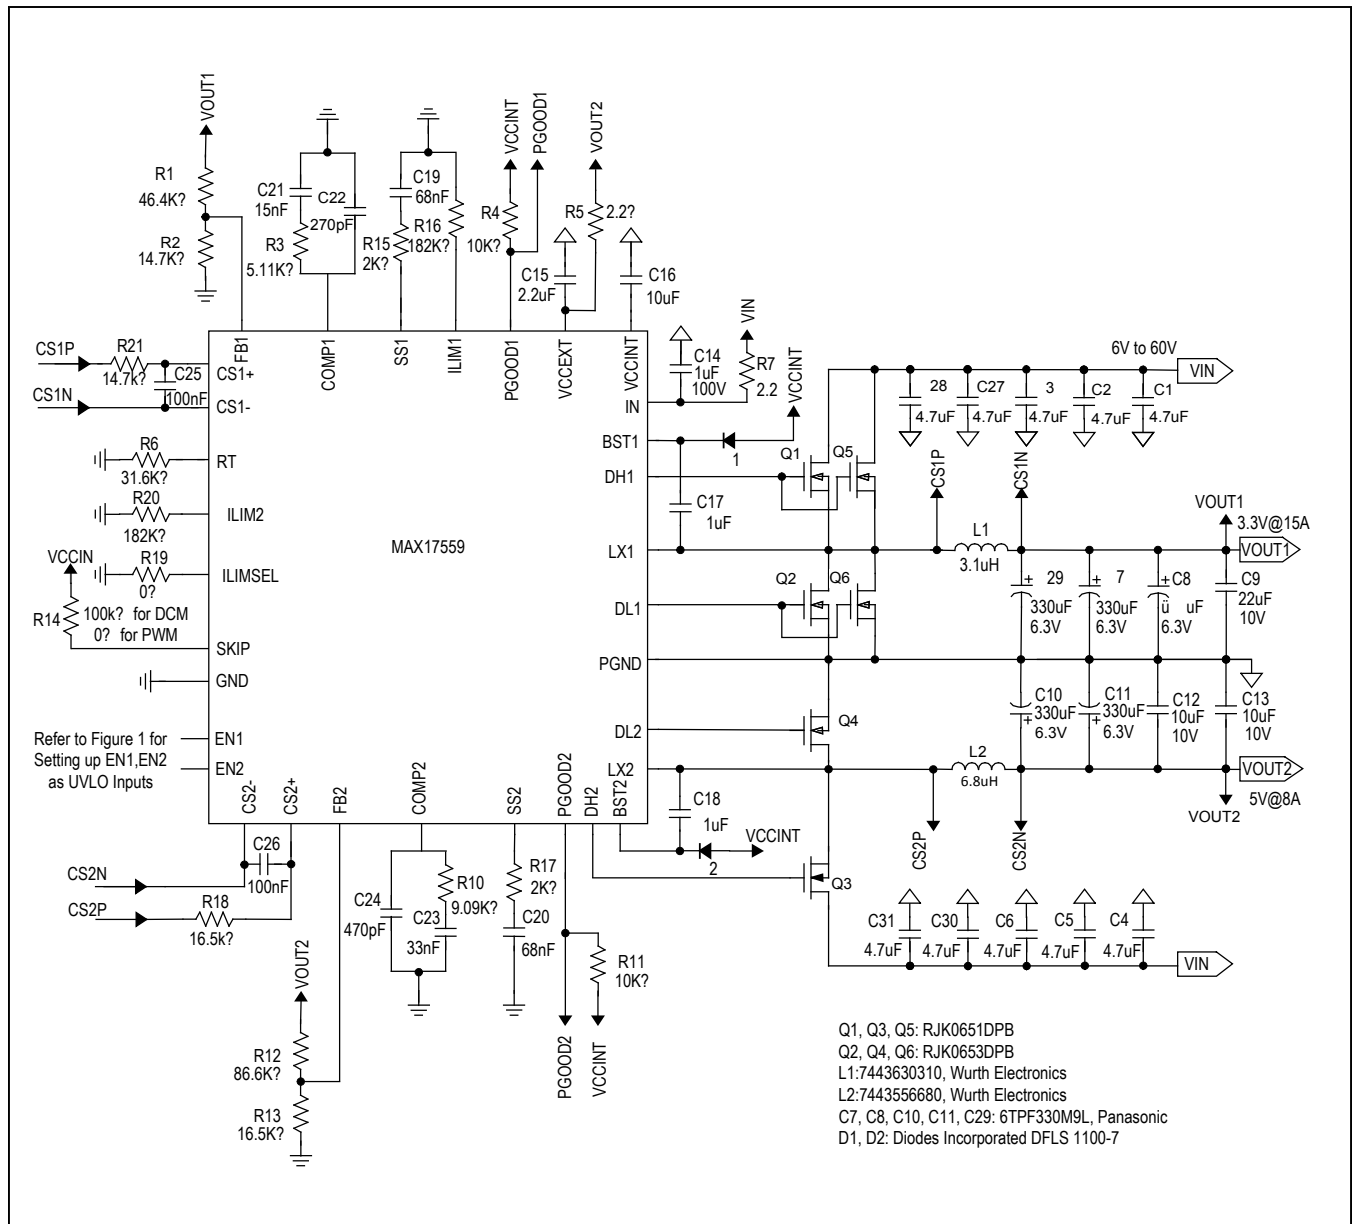 VOUT1
R1
46.4K?
R2
14.7K?
C21
15nF
C22
270pF
R3
5.11K?
C19
68nF
R15
2K?
R16
182K?
VCCINT
PGOOD1
R4
10K?
VOUT2
R5
2.2?
C15
2.2uF
C16
10uF
CS1P
R21
14.7k?
C25
100nF
CS1N
FB1
COMP1
SS1
ILIM1
PGOOD1
VCCEXT
VCCINT
CS1+
CS1-
RT
ILIM2
ILIMSEL
SKIP
GND
EN1
EN2
MAX17559
IN
BST1
DH1
LX1
DL1
PGND
DL2
LX2
CS2-
CS2+
FB2
COMP2
SS2
PGOOD2
DH2
BST2
R6
31.6K?
R20
182K?
R19
0?
VCCIN
R14
100k? for DCM
0? for PWM
Refer to Figure 1 for
Setting up EN1,EN2
as UVLO Inputs
C14
1uF
100V
VIN
R7
2.2
VCCINT
1
C17
1uF
Q1
Q5
Q2
Q6
Q4
Q3
6V to 60V
VIN
28
4.7uF
C27
4.7uF
3
4.7uF
C2
4.7uF
C1
4.7uF
CS1P
CS1N
L1
3.1uH
VOUT1
3.3V@15A
VOUT1
29
330uF
6.3V
7
330uF
6.3V
C8
ü uF
6.3V
C9
22uF
10V
C10
330uF
6.3V
C11
330uF
6.3V
C12
10uF
10V
C13
10uF
10V
L2
6.8uH
VOUT2
5V@8A
VOUT2
CS2P
CS2N
C18
1uF
VCCINT
2
C31
4.7uF
C30
4.7uF
C6
4.7uF
C5
4.7uF
C4
4.7uF
VIN
CS2N
C26
100nF
CS2P
R18
16.5k?
VOUT2
R12
86.6K?
R13
16.5K?
C24
470pF
R10
9.09K?
C23
33nF
R17
2K?
C20
68nF
R11
10K?
PGOOD2
VCCINT
Q1, Q3, Q5: RJK0651DPB
Q2, Q4, Q6: RJK0653DPB
L1:7443630310, Wurth Electronics
L2:7443556680, Wurth Electronics
C7, C8, C10, C11, C29: 6TPF330M9L, Panasonic
D1, D2: Diodes Incorporated DFLS 1100-7